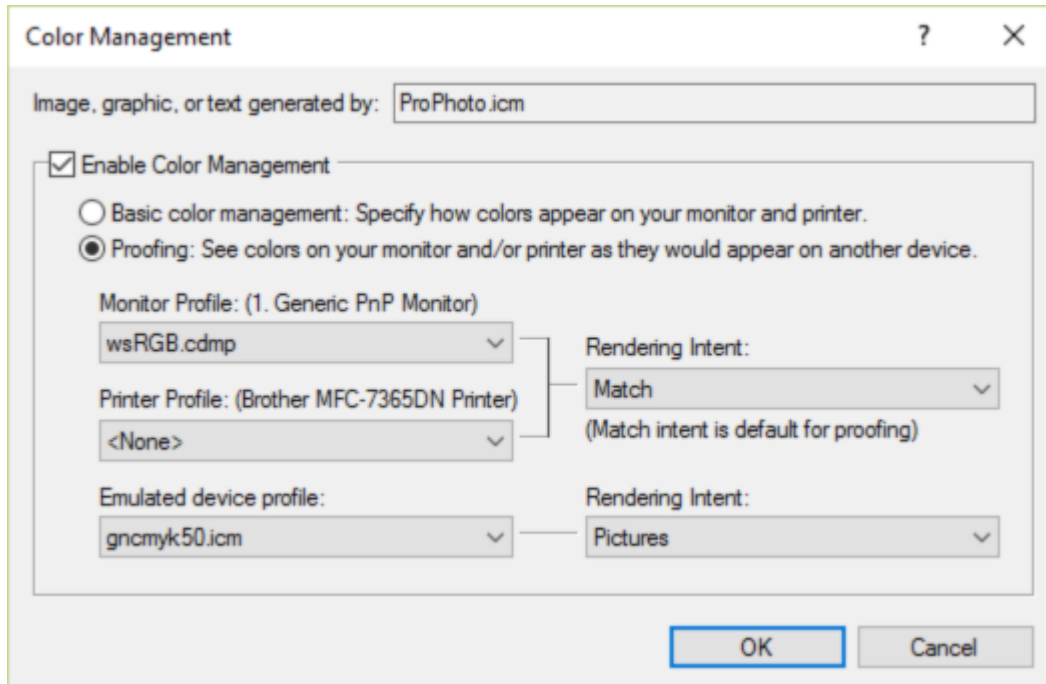 Color Management
?
Image, graphic, or text generated by: ProPhoto.icm
Enable Color Management
Basic color management: Specify how colors appear on your monitor and printer.
Proofing: See colors on your monitor and/or printer as they would appear on another device.
Monitor Profile: (1. Generic PnP Monitor)
wsRGB.cdmp
Rendering Intent:
Match
Printer Profile: (Brother MFC-7365DN Printer)
<None>
(Match intent is default for proofing)
Emulated device profile:
gncmyk50.icm
Rendering Intent:
Pictures
OK
Cancel